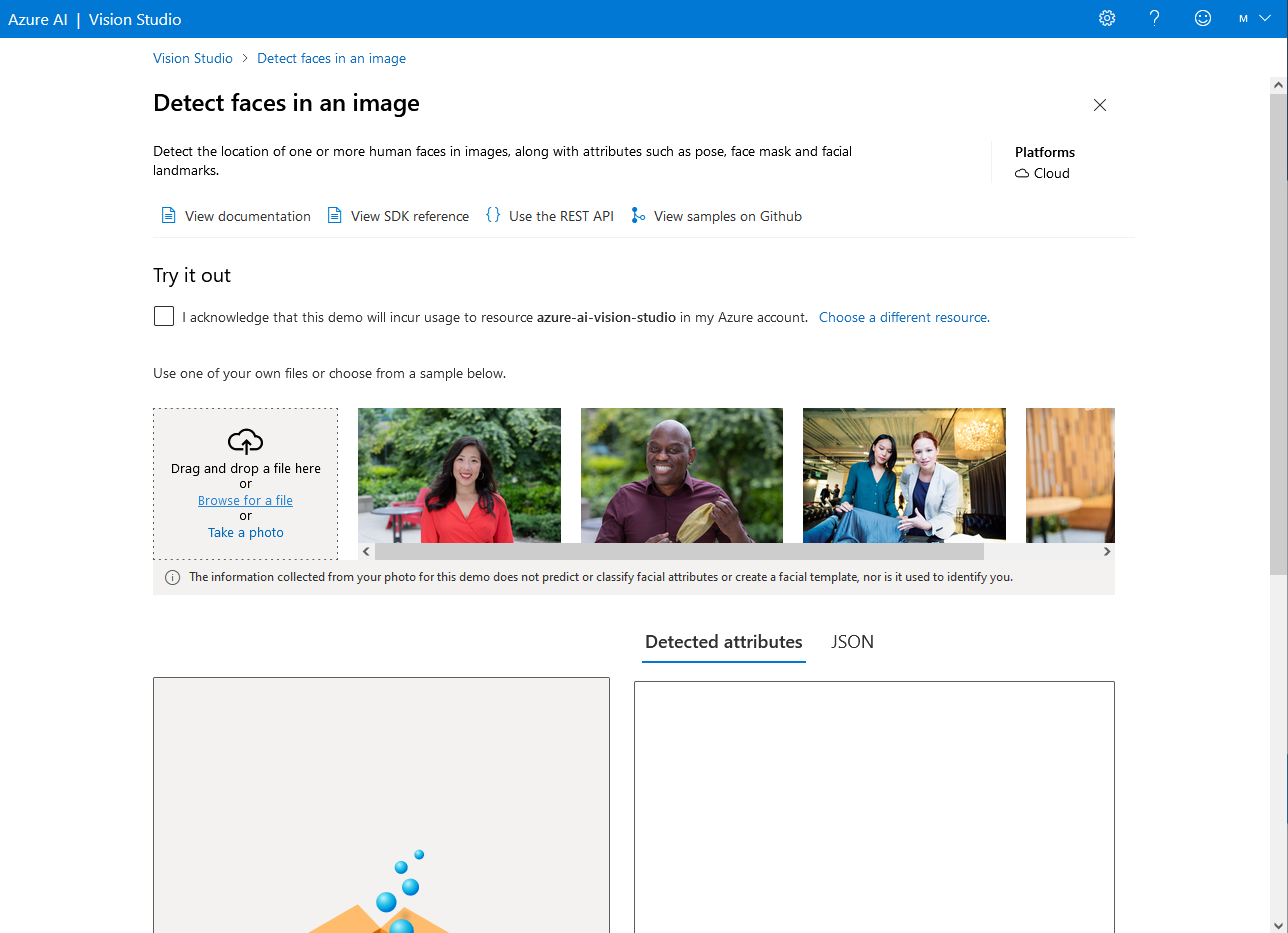 Azure AI | Vision Studio
M
Vision Studio > Detect faces in an image
Detect faces in an image
Detect the location of one or more human faces in images, along with attributes such as pose, face mask and facial
landmarks.
Platforms
Cloud
View documentation
View SDK reference
{} Use the REST API
View samples on Github
Try it out
I acknowledge that this demo will incur usage to resource azure-ai-vision-studio in my Azure account. Choose a different resource.
Use one of your own files or choose from a sample below.
Drag and drop a file here
or
Browse for a file
or
Take a photo
The information collected from your photo for this demo does not predict or classify facial attributes or create a facial template, nor is it used to identify you.
Detected attributes
JSON